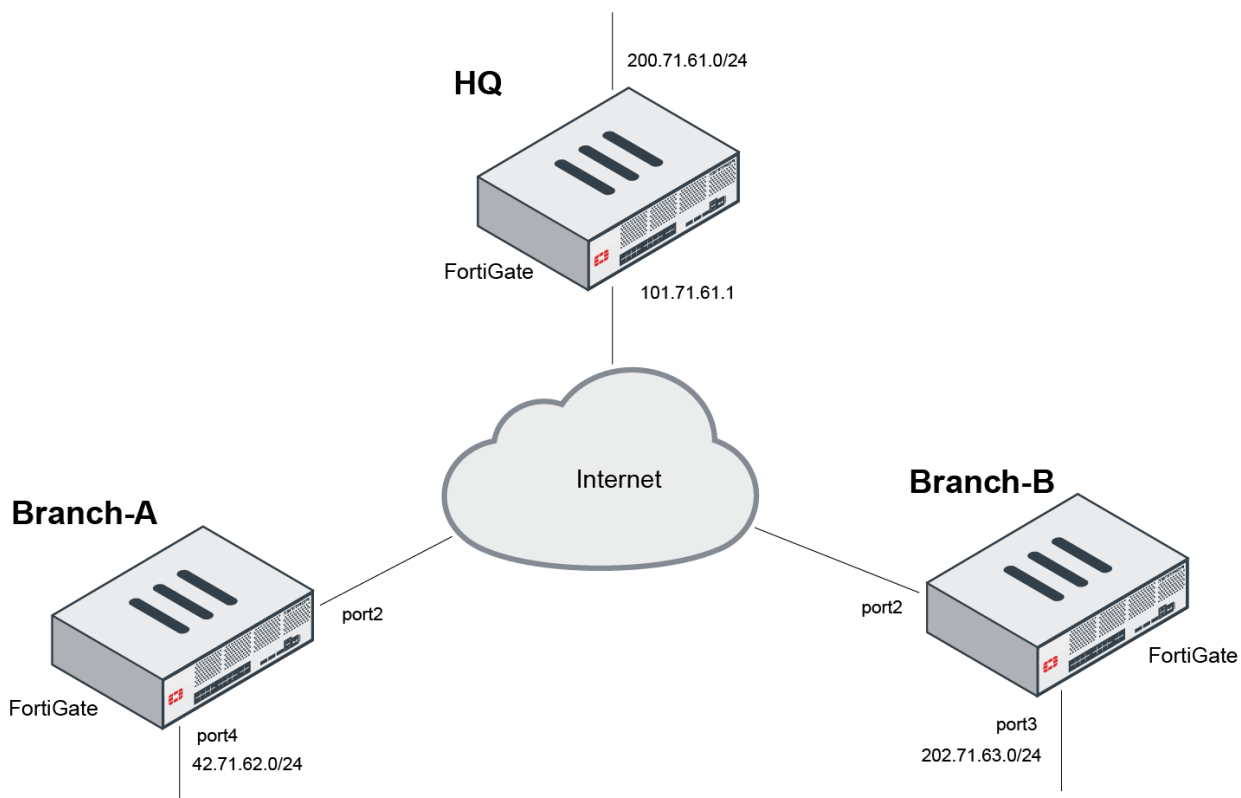 200.71.61.0/24
HQ
FortiGate
101.71.61.1
Internet
Branch-A
port2
FortiGate
port4
42.71.62.0/24
Branch-B
port2
FortiGate
port3
202.71.63.0/24